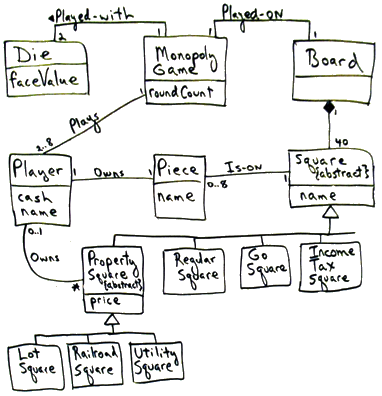 Played-with
Played-ON
2
1
1
1
Die
faceValue
Monopoly
Game
roundCount
Board
1
Plays
1
2..8
40
Player
cash
name
1
Owns
1
Piece
name
Is-on
0..8
1
Square
{abstract}
name
0..1
Owns
*
Property
Square
{abstract}
price
Regular
Square
Go
Square
Income
Tax
Square
Lot
Square
Railroad
Square
Utility
Square